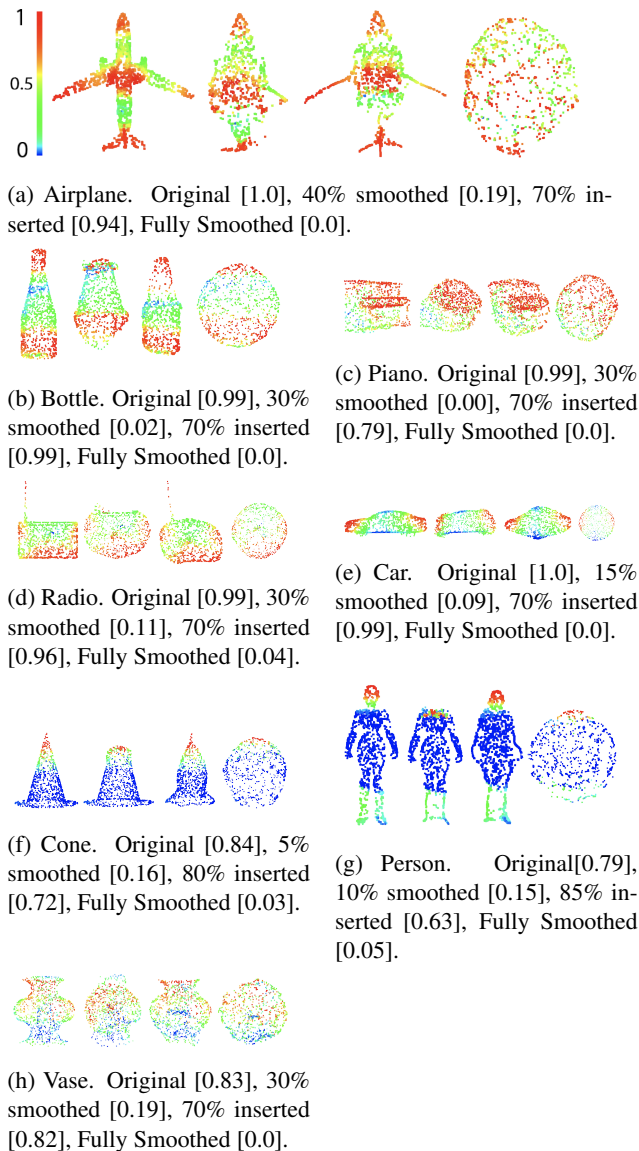 1
0.5
0
(a) Airplane. Original [1.0], 40% smoothed [0.19], 70% in-
serted [0.94], Fully Smoothed [0.0].
(b) Bottle. Original [0.99], 30%
smoothed [0.02], 70% inserted
[0.99], Fully Smoothed [0.0].
(c) Piano. Original [0.99], 30%
smoothed [0.00], 70% inserted
[0.79], Fully Smoothed [0.0].
(d) Radio. Original [0.99], 30%
smoothed [0.11], 70% inserted
[0.96], Fully Smoothed [0.04].
(e) Car. Original [1.0], 15%
smoothed [0.09], 70% inserted
[0.99], Fully Smoothed [0.0].
(f) Cone. Original [0.84], 5%
smoothed [0.16], 80% inserted
[0.72], Fully Smoothed [0.03].
(g) Person. Original[0.79],
10% smoothed [0.15], 85% in-
serted [0.63], Fully Smoothed
[0.05].
(h) Vase. Original [0.83], 30%
smoothed [0.19], 70% inserted
[0.82], Fully Smoothed [0.0].